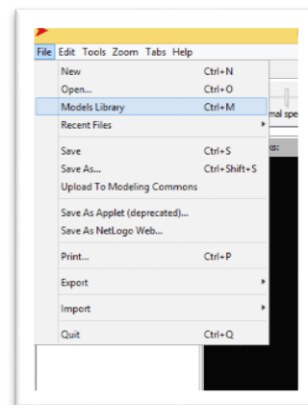 File Edit Tools Zoom Tabs Help
New Ctrl+N
Open... Ctrl+O
Models Library Ctrl+M
Recent Files
Save Ctrl+S
Save As... Ctrl+Shift+S
Upload To Modeling Commons
Save As Applet (deprecated)...
Save As NetLogo Web...
Print... Ctrl+P
Export
Import
Quit Ctrl+Q